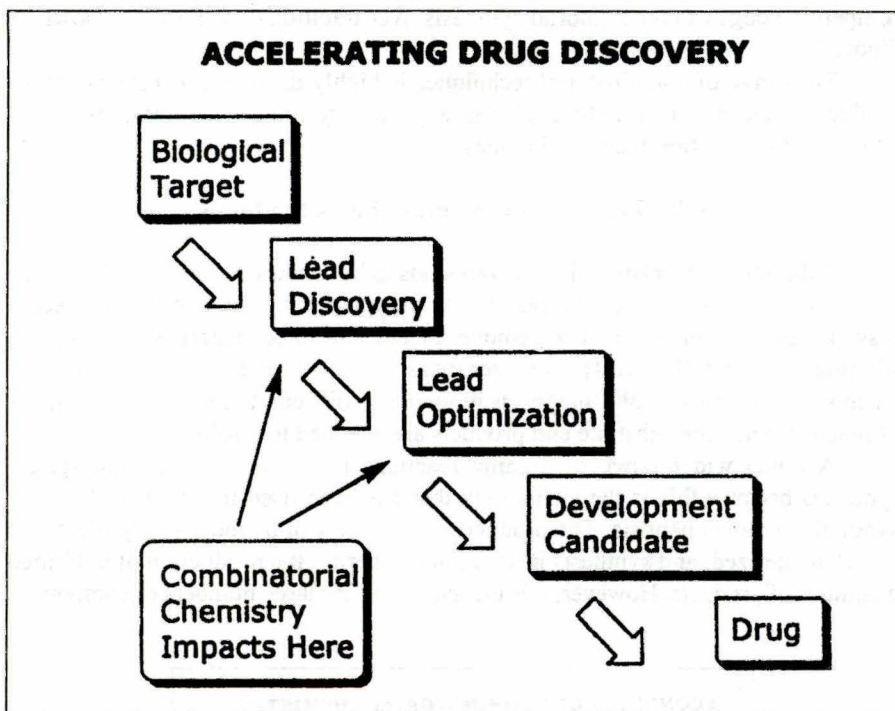 ACCELERATING DRUG DISCOVERY
Biological
Target
Lead
Discovery
Lead
Optimization
Development
Candidate
Combinatorial
Chemistry
Impacts Here
Drug